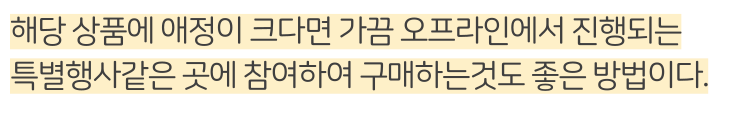 해당 상품에 애정이 크다면 가끔 오프라인에서 진행되는
특별행사같은 곳에 참여하여 구매하는것도 좋은 방법이다.